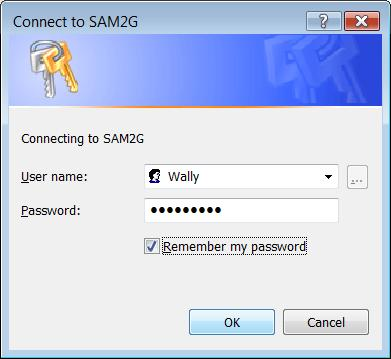 Connect to SAM2G
Connecting to SAM2G
User name: Wally ...
Password: •••••••••
Remember my password
OK Cancel